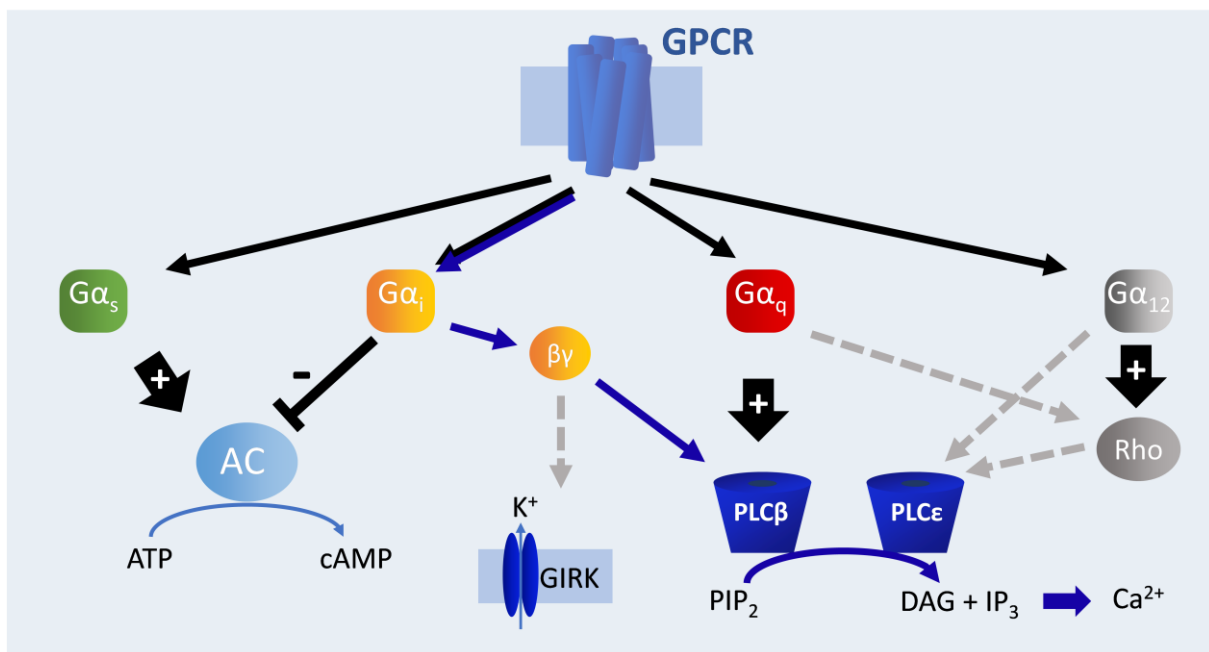 GPCR
Gαs
Gαi
Gαq
Gα12
βγ
+
-
+
+
AC
Rho
PLCβ
PLCε
K+
ATP
cAMP
GIRK
PIP2
DAG + IP3
Ca2+